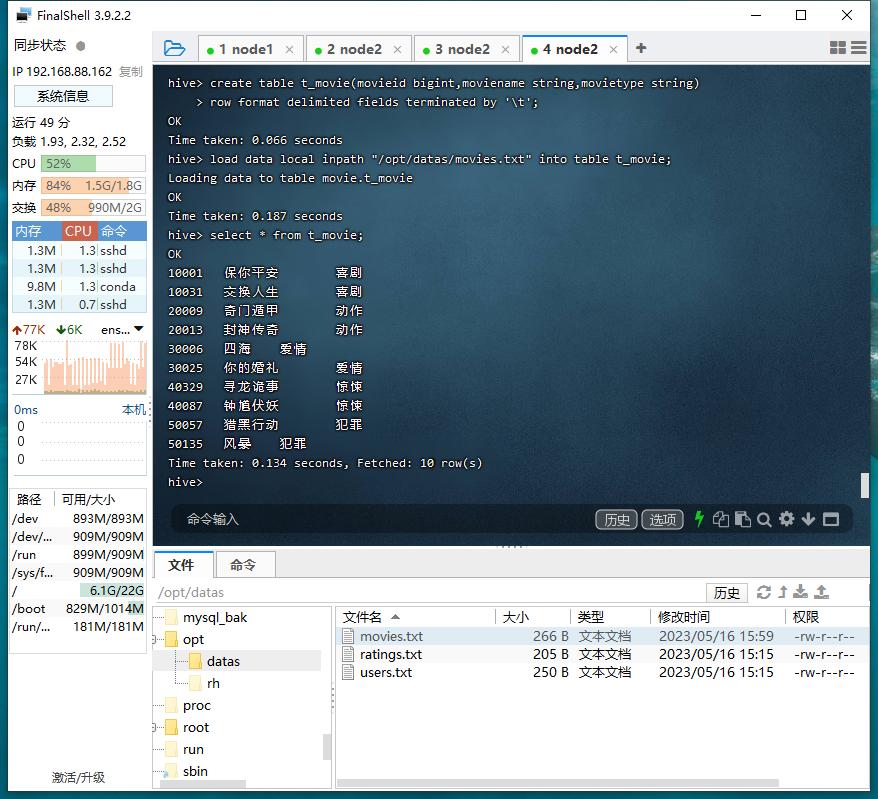 FinalShell 3.9.2.2
同步状态
IP 192.168.88.162 复制
系统信息
运行 49 分
负载 1.93, 2.32, 2.52
CPU 52%
内存 84% 1.5G/1.8G
交换 48% 990M/2G
内存 CPU 命令
1.3M 1.3 sshd
1.3M 1.3 sshd
9.8M 1.3 conda
1.3M 0.7 sshd
77K 6K ens...
78K
54K
27K
0ms 本机
0
0
0
路径 可用/大小
/dev 893M/893M
/dev/... 909M/909M
/run 899M/909M
/sys/f... 909M/909M
/ 6.1G/22G
/boot 829M/1014M
/run/... 181M/181M
激活/升级
1 node1 2 node2 3 node2 4 node2
hive> create table t_movie(movieid bigint,moviename string,movietype string)
> row format delimited fields terminated by '\t';
OK
Time taken: 0.066 seconds
hive> load data local inpath "/opt/datas/movies.txt" into table t_movie;
Loading data to table movie.t_movie
OK
Time taken: 0.187 seconds
hive> select * from t_movie;
OK
10001 保你平安 喜剧
10031 交换人生 喜剧
20009 奇门遁甲 动作
20013 封神传奇 动作
30006 四海 爱情
30025 你的婚礼 爱情
40329 寻龙诡事 惊悚
40087 钟馗伏妖 惊悚
50057 猎黑行动 犯罪
50135 风暴 犯罪
Time taken: 0.134 seconds, Fetched: 10 row(s)
hive>
命令输入 历史 选项
文件 命令
/opt/datas 历史
mysql_bak
opt
datas
rh
proc
root
run
sbin
文件名 大小 类型 修改时间 权限
movies.txt 266 B 文本文档 2023/05/16 15:59 -rw-r--r--
ratings.txt 205 B 文本文档 2023/05/16 15:15 -rw-r--r--
users.txt 250 B 文本文档 2023/05/16 15:15 -rw-r--r--